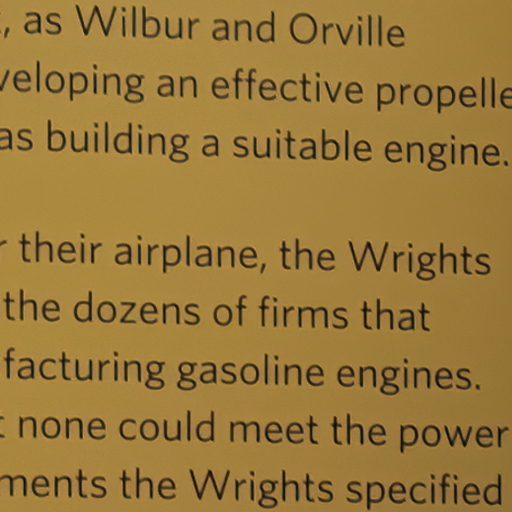 , as Wilbur and Orville
veloping an effective propelle
as building a suitable engine.
r their airplane, the Wrights
the dozens of firms that
facturing gasoline engines.
t none could meet the power
ments the Wrights specified